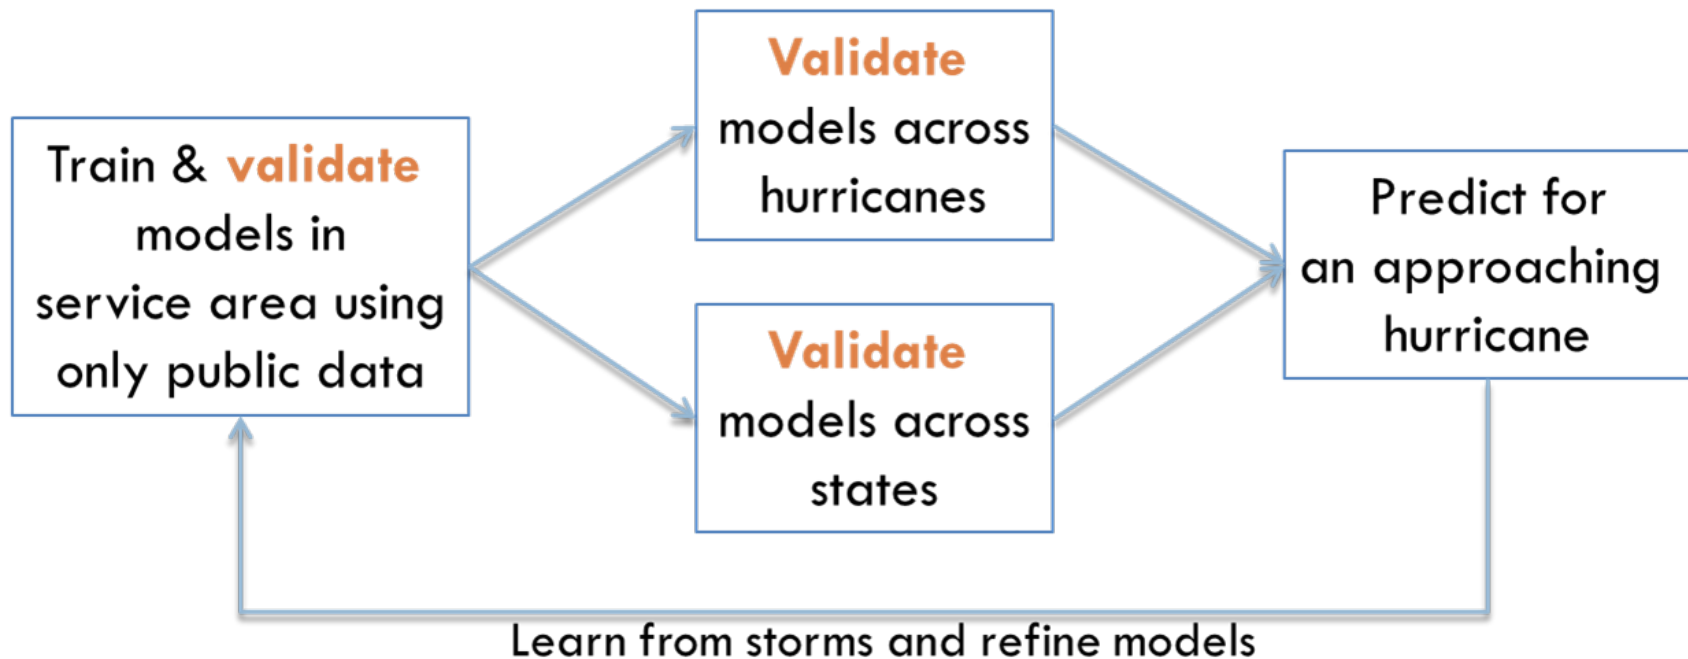 Train & validate
models in
service area using
only public data
Validate
models across
hurricanes
Validate
models across
states
Predict for
an approaching
hurricane
Learn from storms and refine models